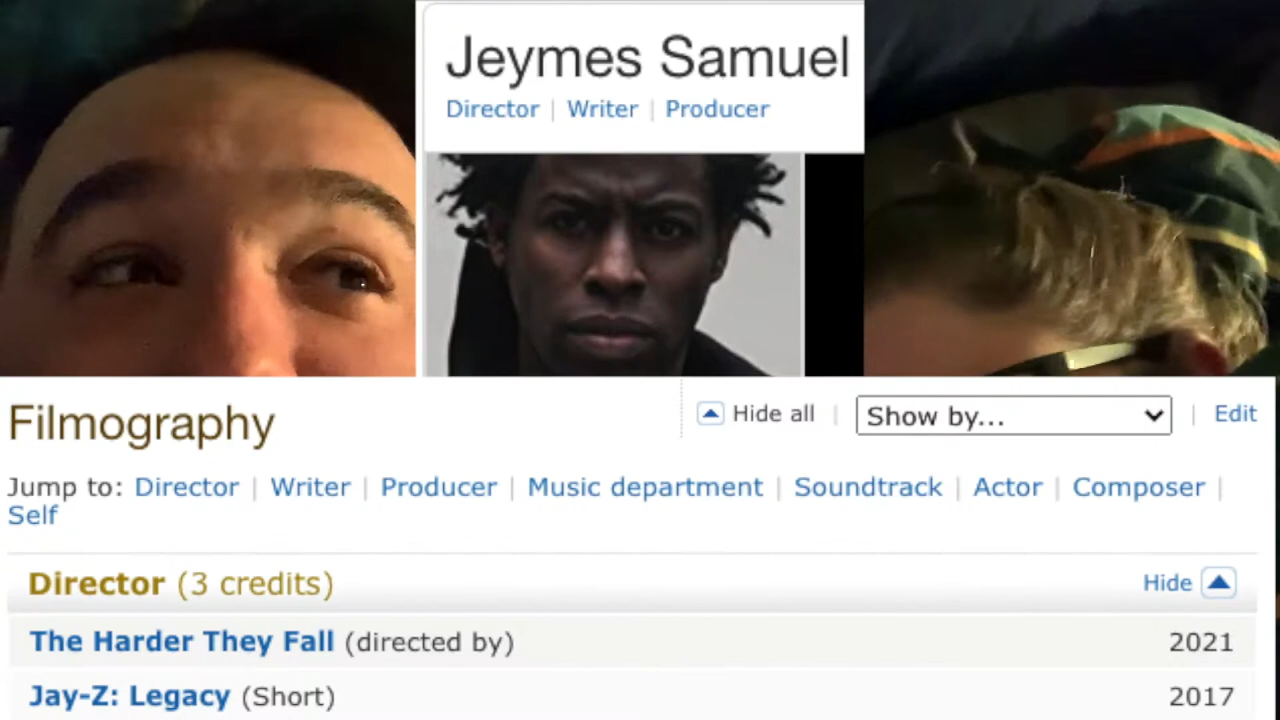 Jeymes Samuel
Director | Writer | Producer
Filmography
Hide all | Show by... | Edit
Jump to: Director | Writer | Producer | Music department | Soundtrack | Actor | Composer |
Self
Director (3 credits) Hide
The Harder They Fall (directed by) 2021
Jay-Z: Legacy (Short) 2017